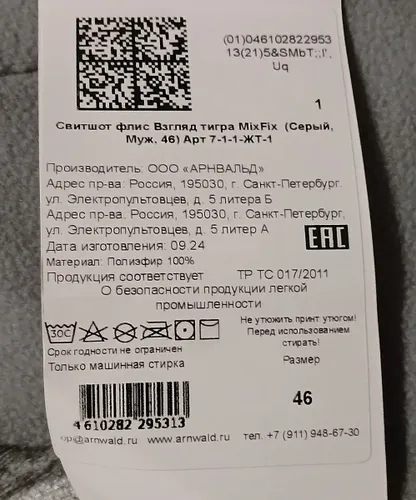 (01)046102822953
13(21)5&SMbT;;l',
Uq
1
Свитшот флис Взгляд тигра MixFix (Серый,
Муж, 46) Арт 7-1-1-ЖТ-1
Производитель: ООО «АРНВАЛЬД»
Адрес пр-ва: Россия, 195030, г. Санкт-Петербург,
ул. Электропультовцев, д. 5 литера Б
Адрес пр-ва: Россия, 195030, г. Санкт-Петербург,
ул. Электропультовцев, д. 5 литер А
Дата изготовления: 09.24
EAC
Материал: Полиэфир 100%
Продукция соответствует ТР ТС 017/2011
О безопасности продукции легкой
промышленности
30С
Не утюжить принт утюгом!
Перед использованием
стирать!
Срок годности не ограничен
Только машинная стирка
Размер
46
4 610282 295313
op@arnwald.ru www.arnwald.ru тел. +7 (911) 948-67-30